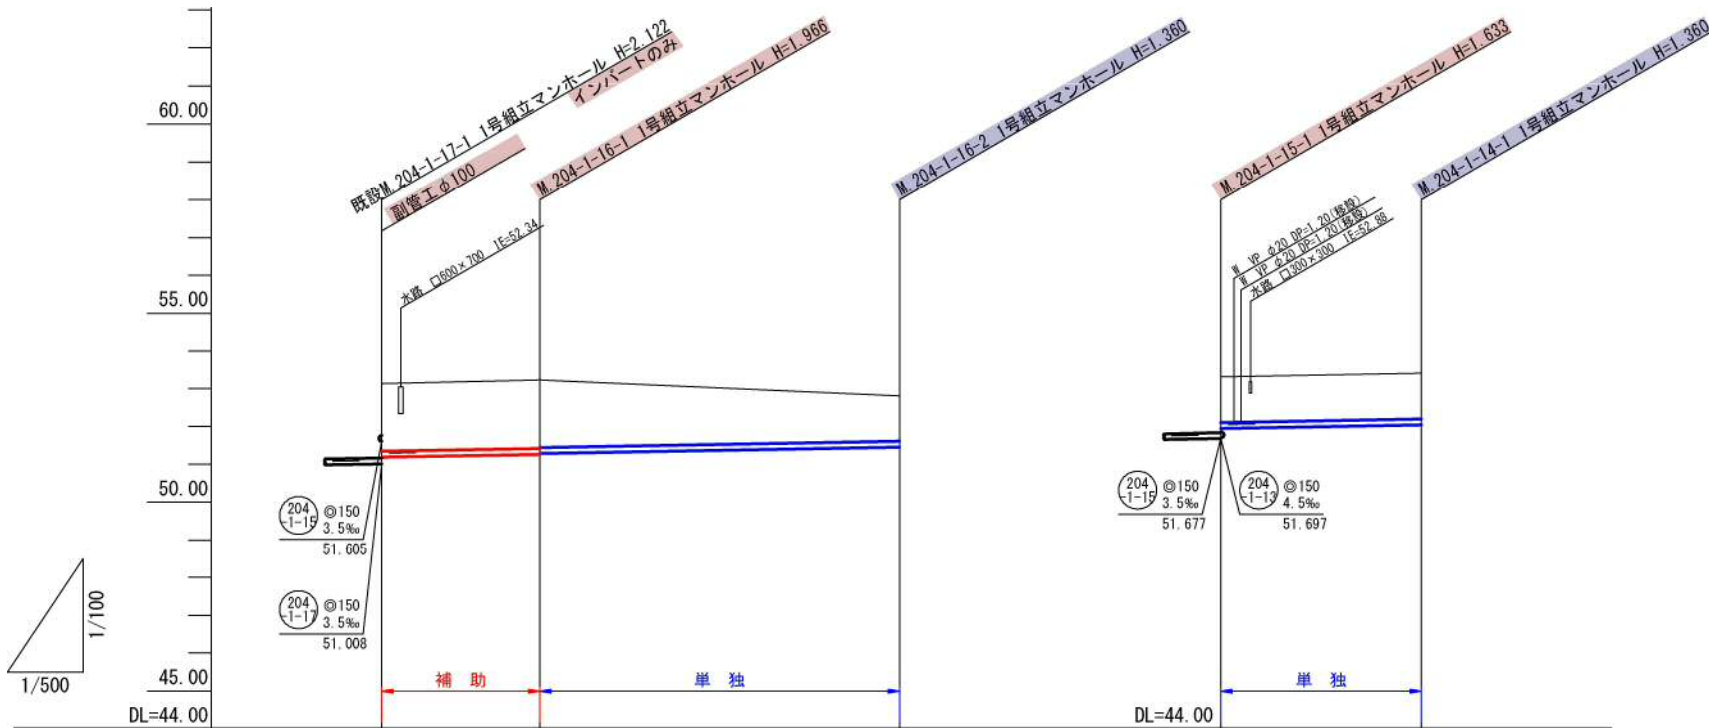 既設M.204-1-17-1 1号組立マンホール H=2.122
インバートのみ
副管工φ100
M.204-1-16-1 1号組立マンホール H=1.966
水路 □600×700 IE=52.34
M.204-1-16-2 1号組立マンホール H=1.360
M.204-1-15-1 1号組立マンホール H=1.633
M.204-1-14-1 1号組立マンホール H=1.360
W VP φ20 DP=1.20(移設)
W VP φ20 DP=1.20(移設)
水路 □300×300 IE=52.98
60.00
55.00
50.00
45.00
DL=44.00
204
-1-15
◎150
3.5‰
51.605
204
-1-17
◎150
3.5‰
51.008
204
-1-15
◎150
3.5‰
51.677
204
-1-13
◎150
4.5‰
51.697
1/100
1/500
補 助
単 独
単 独
DL=44.00